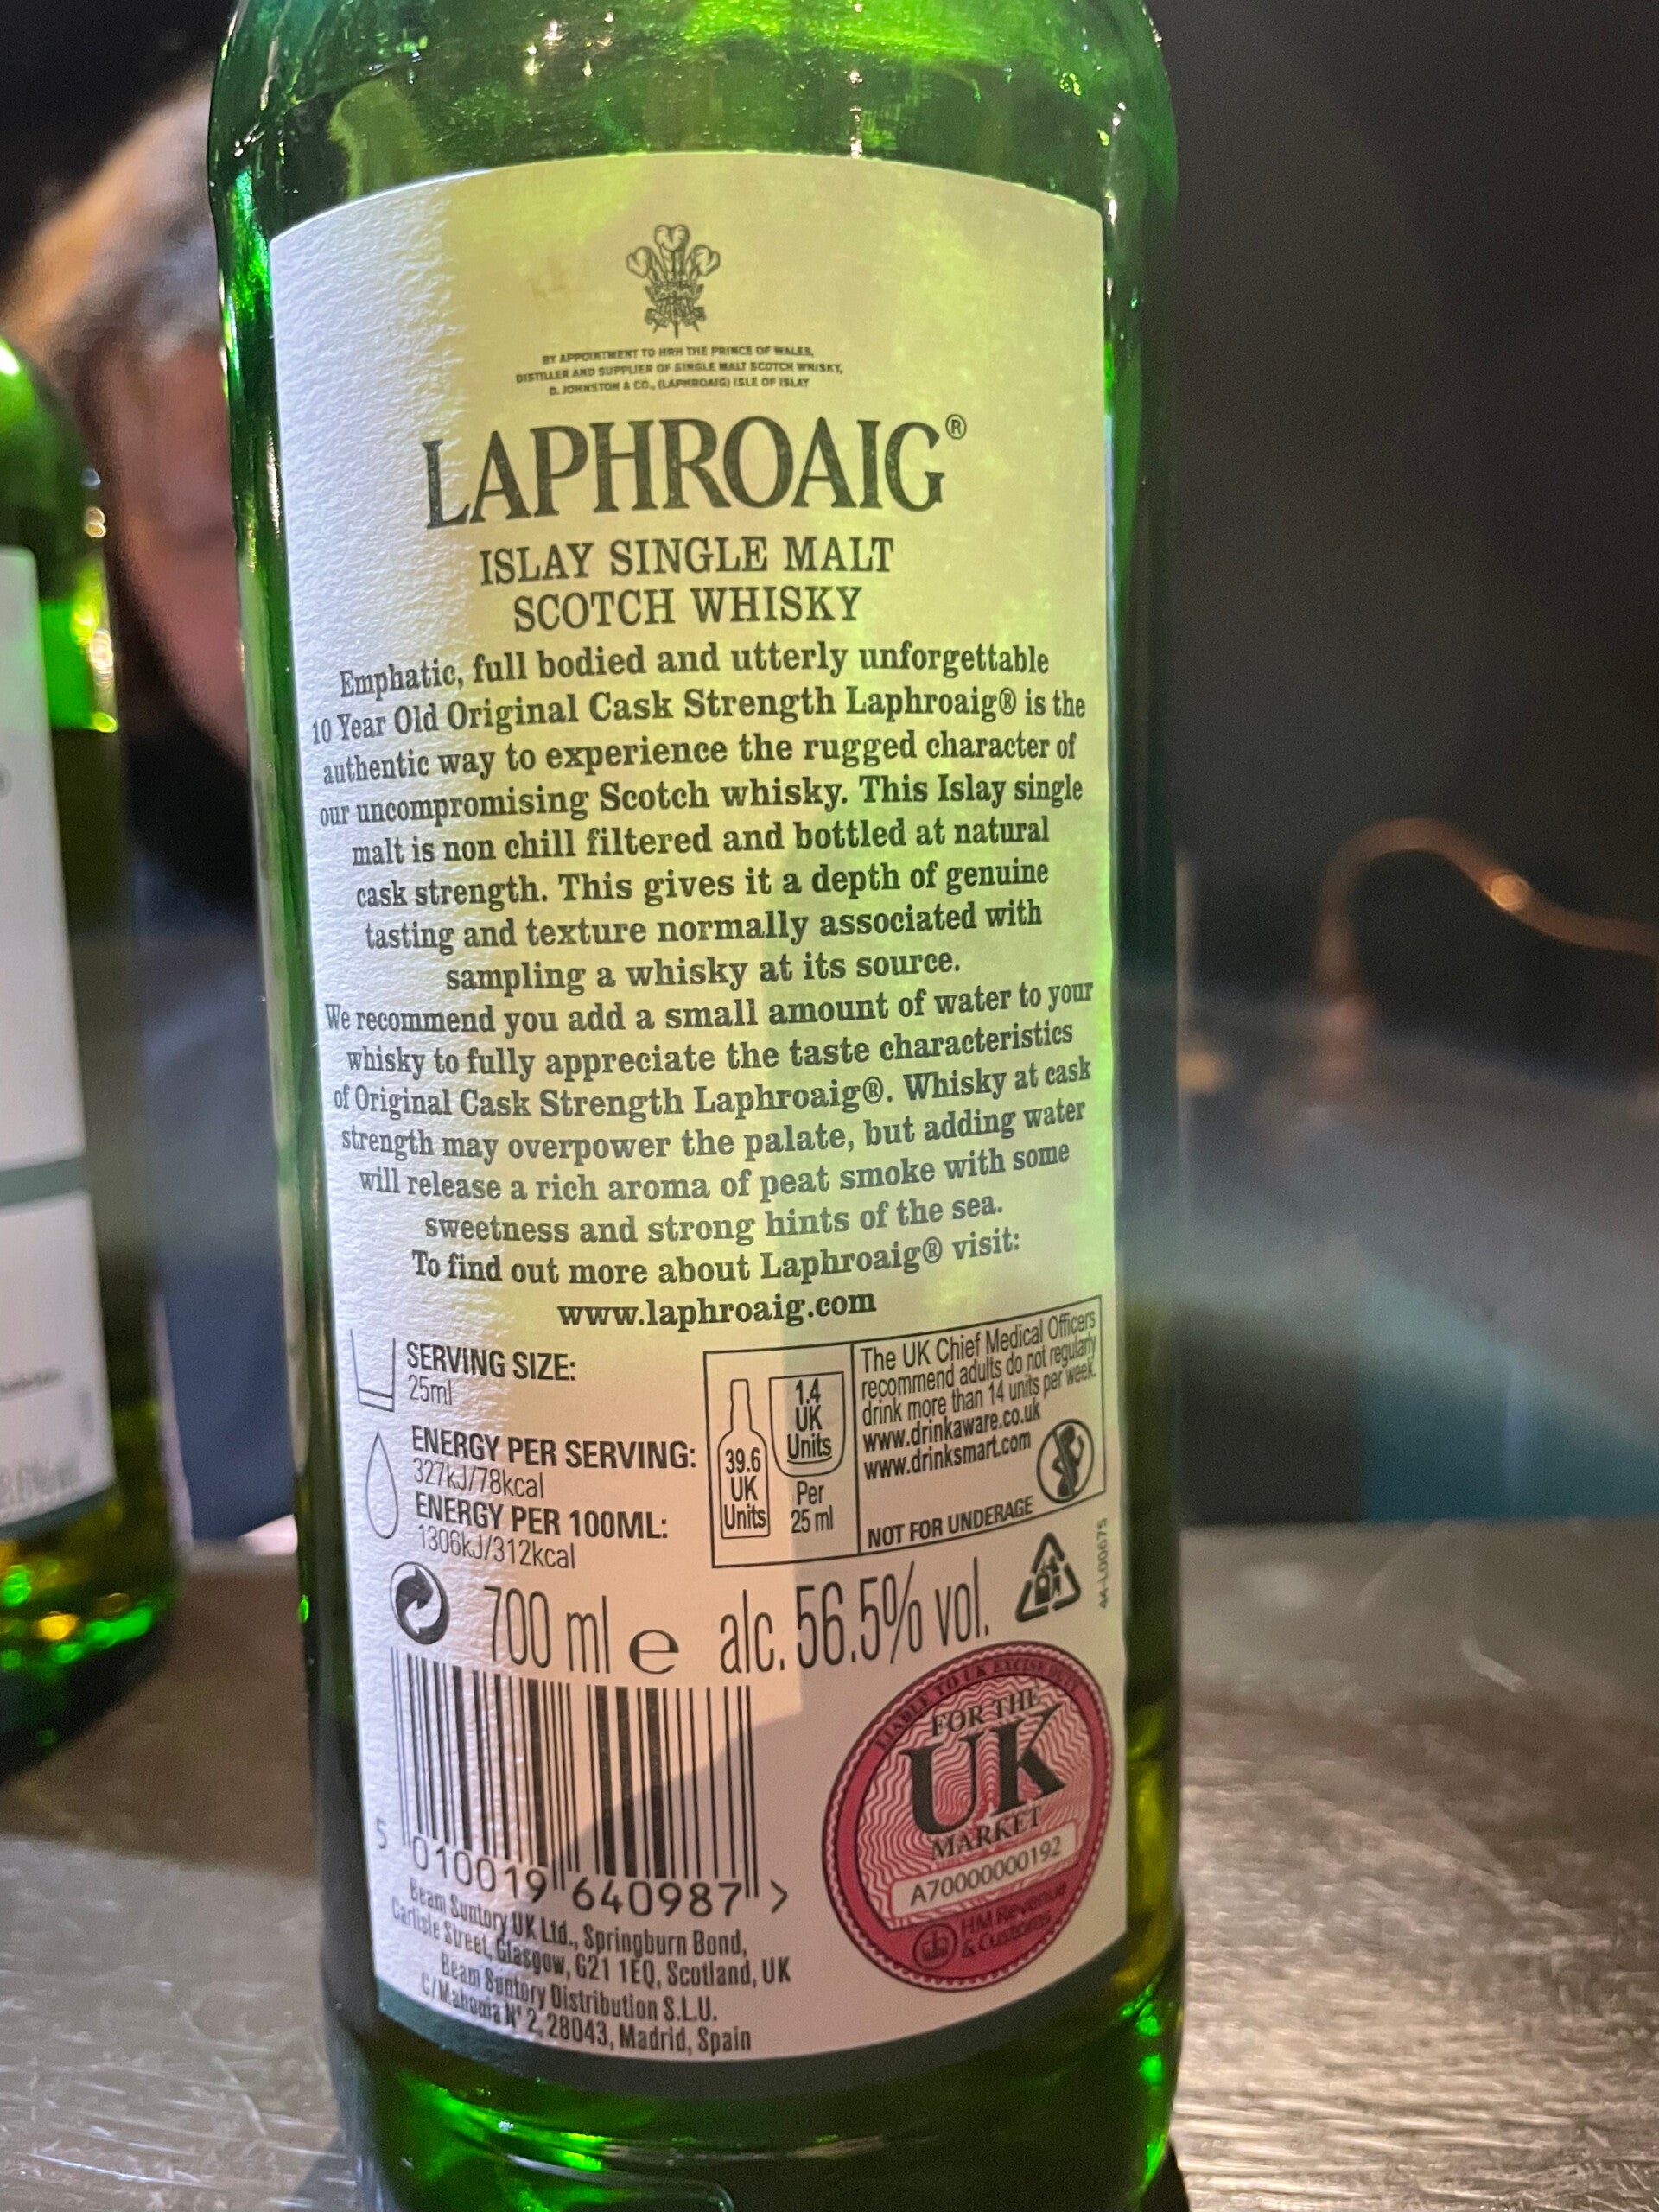 BY APPOINTMENT TO HRH THE PRINCE OF WALES,
DISTILLER AND SUPPLIER OF SINGLE MALT SCOTCH WHISKY,
D. JOHNSTON & CO., (LAPHROAIG) ISLE OF ISLAY
LAPHROAIG®
ISLAY SINGLE MALT
SCOTCH WHISKY
Emphatic, full bodied and utterly unforgettable
10 Year Old Original Cask Strength Laphroaig® is the
authentic way to experience the rugged character of
our uncompromising Scotch whisky. This Islay single
malt is non chill filtered and bottled at natural
cask strength. This gives it a depth of genuine
tasting and texture normally associated with
sampling a whisky at its source.
We recommend you add a small amount of water to your
whisky to fully appreciate the taste characteristics
of Original Cask Strength Laphroaig®. Whisky at cask
strength may overpower the palate, but adding water
will release a rich aroma of peat smoke with some
sweetness and strong hints of the sea.
To find out more about Laphroaig® visit:
www.laphroaig.com
SERVING SIZE:
25ml
ENERGY PER SERVING:
327kJ/78kcal
ENERGY PER 100ML:
1306kJ/312kcal
39.6
UK
Units
1.4
UK
Units
Per
25 ml
The UK Chief Medical Officers
recommend adults do not regularly
drink more than 14 units per week.
www.drinkaware.co.uk
www.drinksmart.com
NOT FOR UNDERAGE
44-L00675
700 ml e alc. 56.5% vol.
5 010019 640987 >
LIABLE TO UK EXCISE DUTY
FOR THE
UK
MARKET
A70000000192
HM Revenue
& Customs
Beam Suntory UK Ltd., Springburn Bond,
Carlisle Street, Glasgow, G21 1EQ, Scotland, UK
Beam Suntory Distribution S.L.U.
C/Mahonia Nº 2, 28043, Madrid, Spain